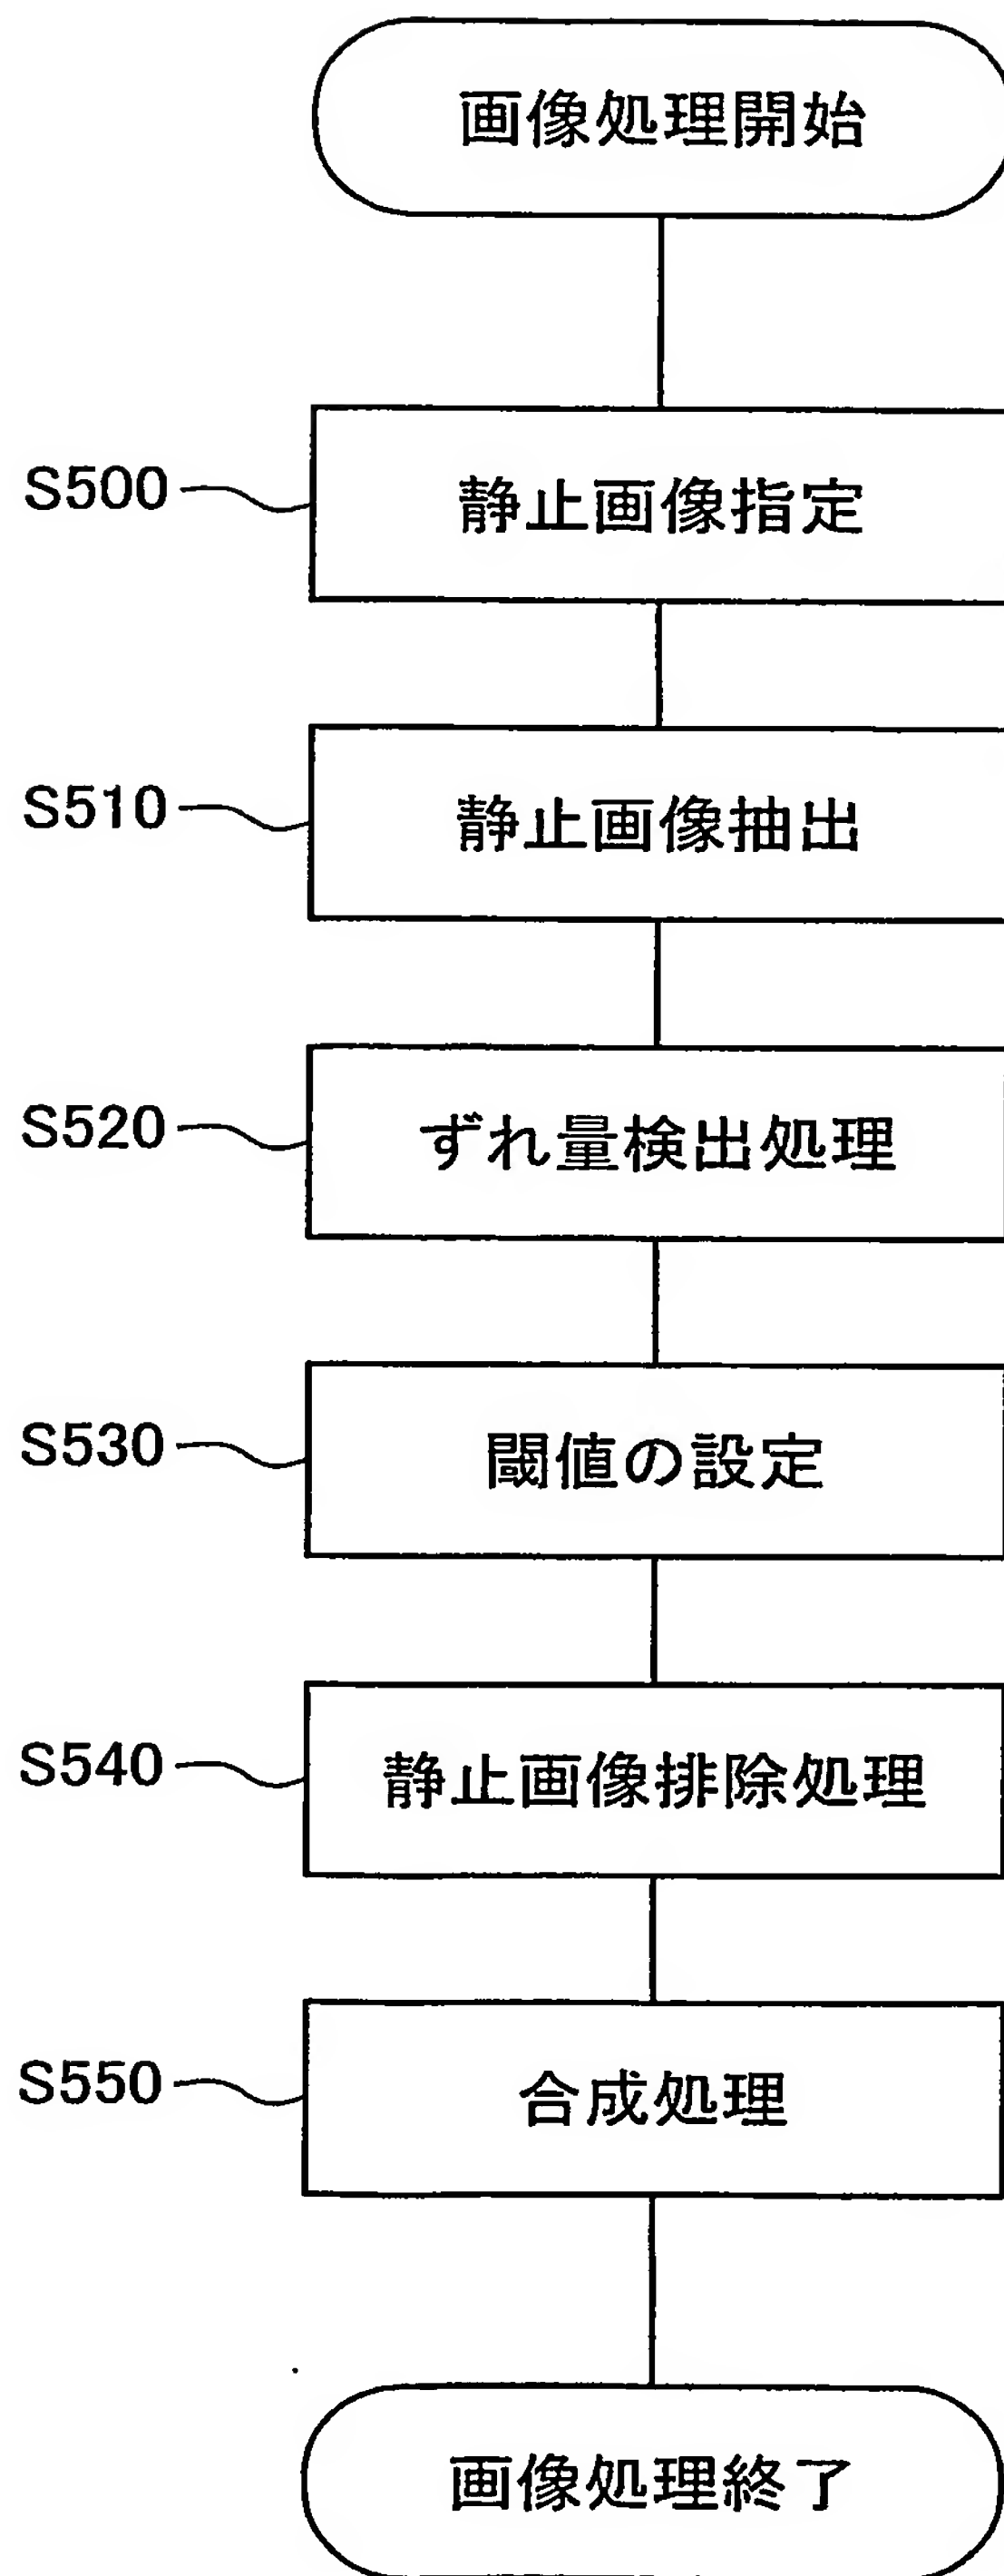 画像処理開始
S500
静止画像指定
S510
静止画像抽出
S520
ずれ量検出処理
S530
閾値の設定
S540
静止画像排除処理
S550
合成処理
画像処理終了